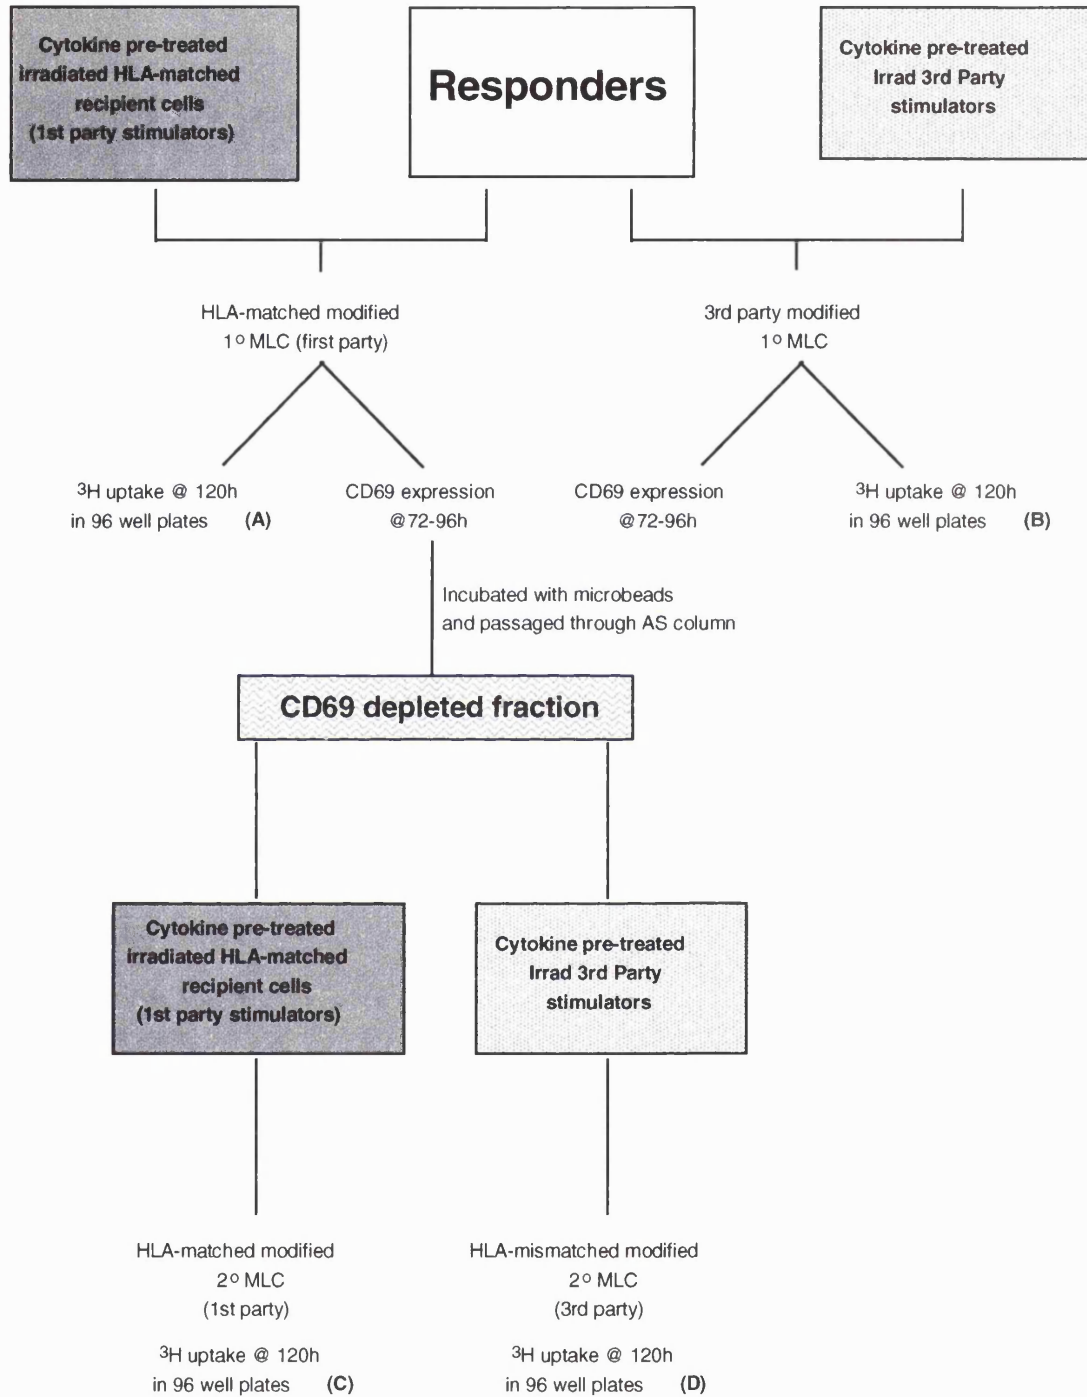 Cytokine pre-treated
irradiated HLA-matched
recipient cells
(1st party stimulators)
Responders
Cytokine pre-treated
Irrad 3rd Party
stimulators
HLA-matched modified
1º MLC (first party)
3rd party modified
1º MLC
³H uptake @ 120h
in 96 well plates (A)
CD69 expression
@72-96h
CD69 expression
@72-96h
³H uptake @ 120h
in 96 well plates (B)
Incubated with microbeads
and passaged through AS column
CD69 depleted fraction
Cytokine pre-treated
irradiated HLA-matched
recipient cells
(1st party stimulators)
Cytokine pre-treated
Irrad 3rd Party
stimulators
HLA-matched modified
2º MLC
(1st party)
³H uptake @ 120h
in 96 well plates (C)
HLA-mismatched modified
2º MLC
(3rd party)
³H uptake @ 120h
in 96 well plates (D)